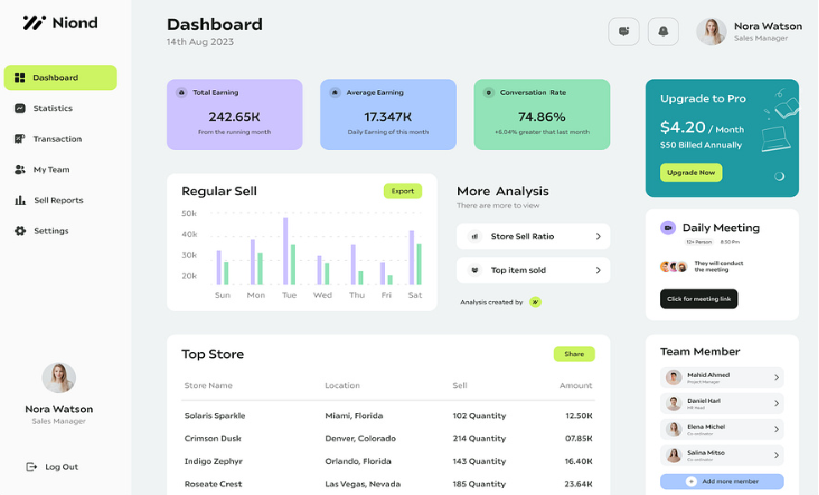 Niond
Dashboard
Statistics
Transaction
My Team
Sell Reports
Settings
Nora Watson
Sales Manager
Log Out
Dashboard
14th Aug 2023
Nora Watson
Sales Manager
Total Earning
242.65K
From the running month
Average Earning
17.347K
Daily Earning of this month
Conversation Rate
74.86%
+6.04% greater that last month
Regular Sell
Export
50k
40k
30k
20k
Sun Mon Tue Wed Thu Fri Sat
More Analysis
There are more to view
Store Sell Ratio
Top item sold
Analysis created by
Top Store
Share
Store Name Location Sell Amount
Solaris Sparkle Miami, Florida 102 Quantity 12.50K
Crimson Dusk Denver, Colorado 214 Quantity 07.85K
Indigo Zephyr Orlando, Florida 143 Quantity 16.40K
Roseate Crest Las Vegas, Nevada 185 Quantity 23.64K
Upgrade to Pro
$4.20 / Month
$50 Billed Annually
Upgrade Now
Daily Meeting
12+ Person 8:30 Pm
They will conduct
the meeting
Click for meeting link
Team Member
Mahid Ahmed
Project Manager
Daniel Harl
HR Head
Elena Michel
Co-ordinator
Salina Mitso
Co-ordinator
Add more member